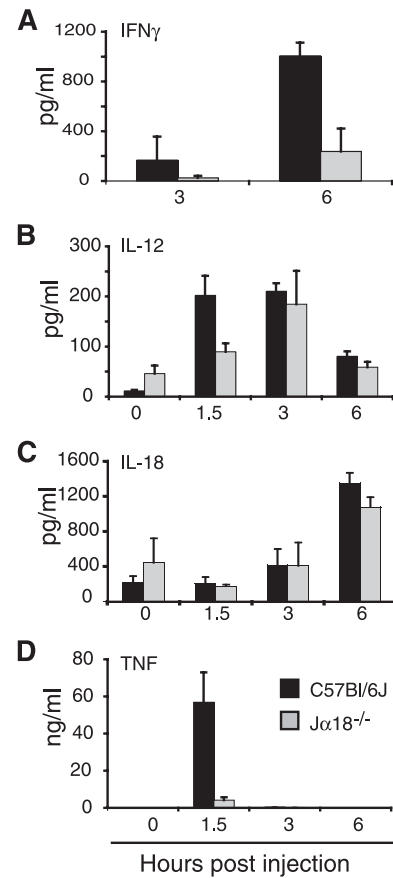 A
IFNγ
pg/ml
1200
800
400
0
3
6
B
IL-12
pg/ml
300
200
100
0
0
1.5
3
6
C
IL-18
pg/ml
1600
1200
800
400
0
0
1.5
3
6
D
TNF
ng/ml
80
60
40
20
0
C57Bl/6J
Jα18-/-
0
1.5
3
6
Hours post injection